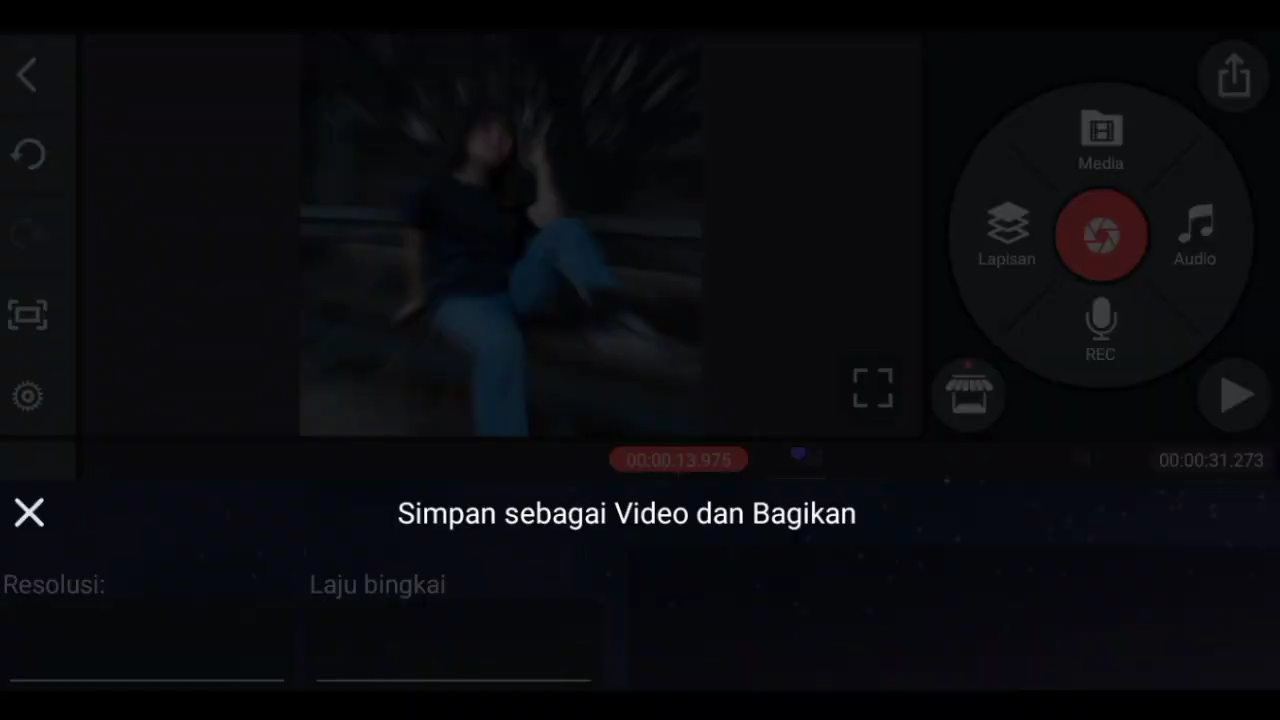 Media
Lapisan
Audio
REC
00:00:13.975
00:00:31.273
Simpan sebagai Video dan Bagikan
Resolusi:
Laju bingkai